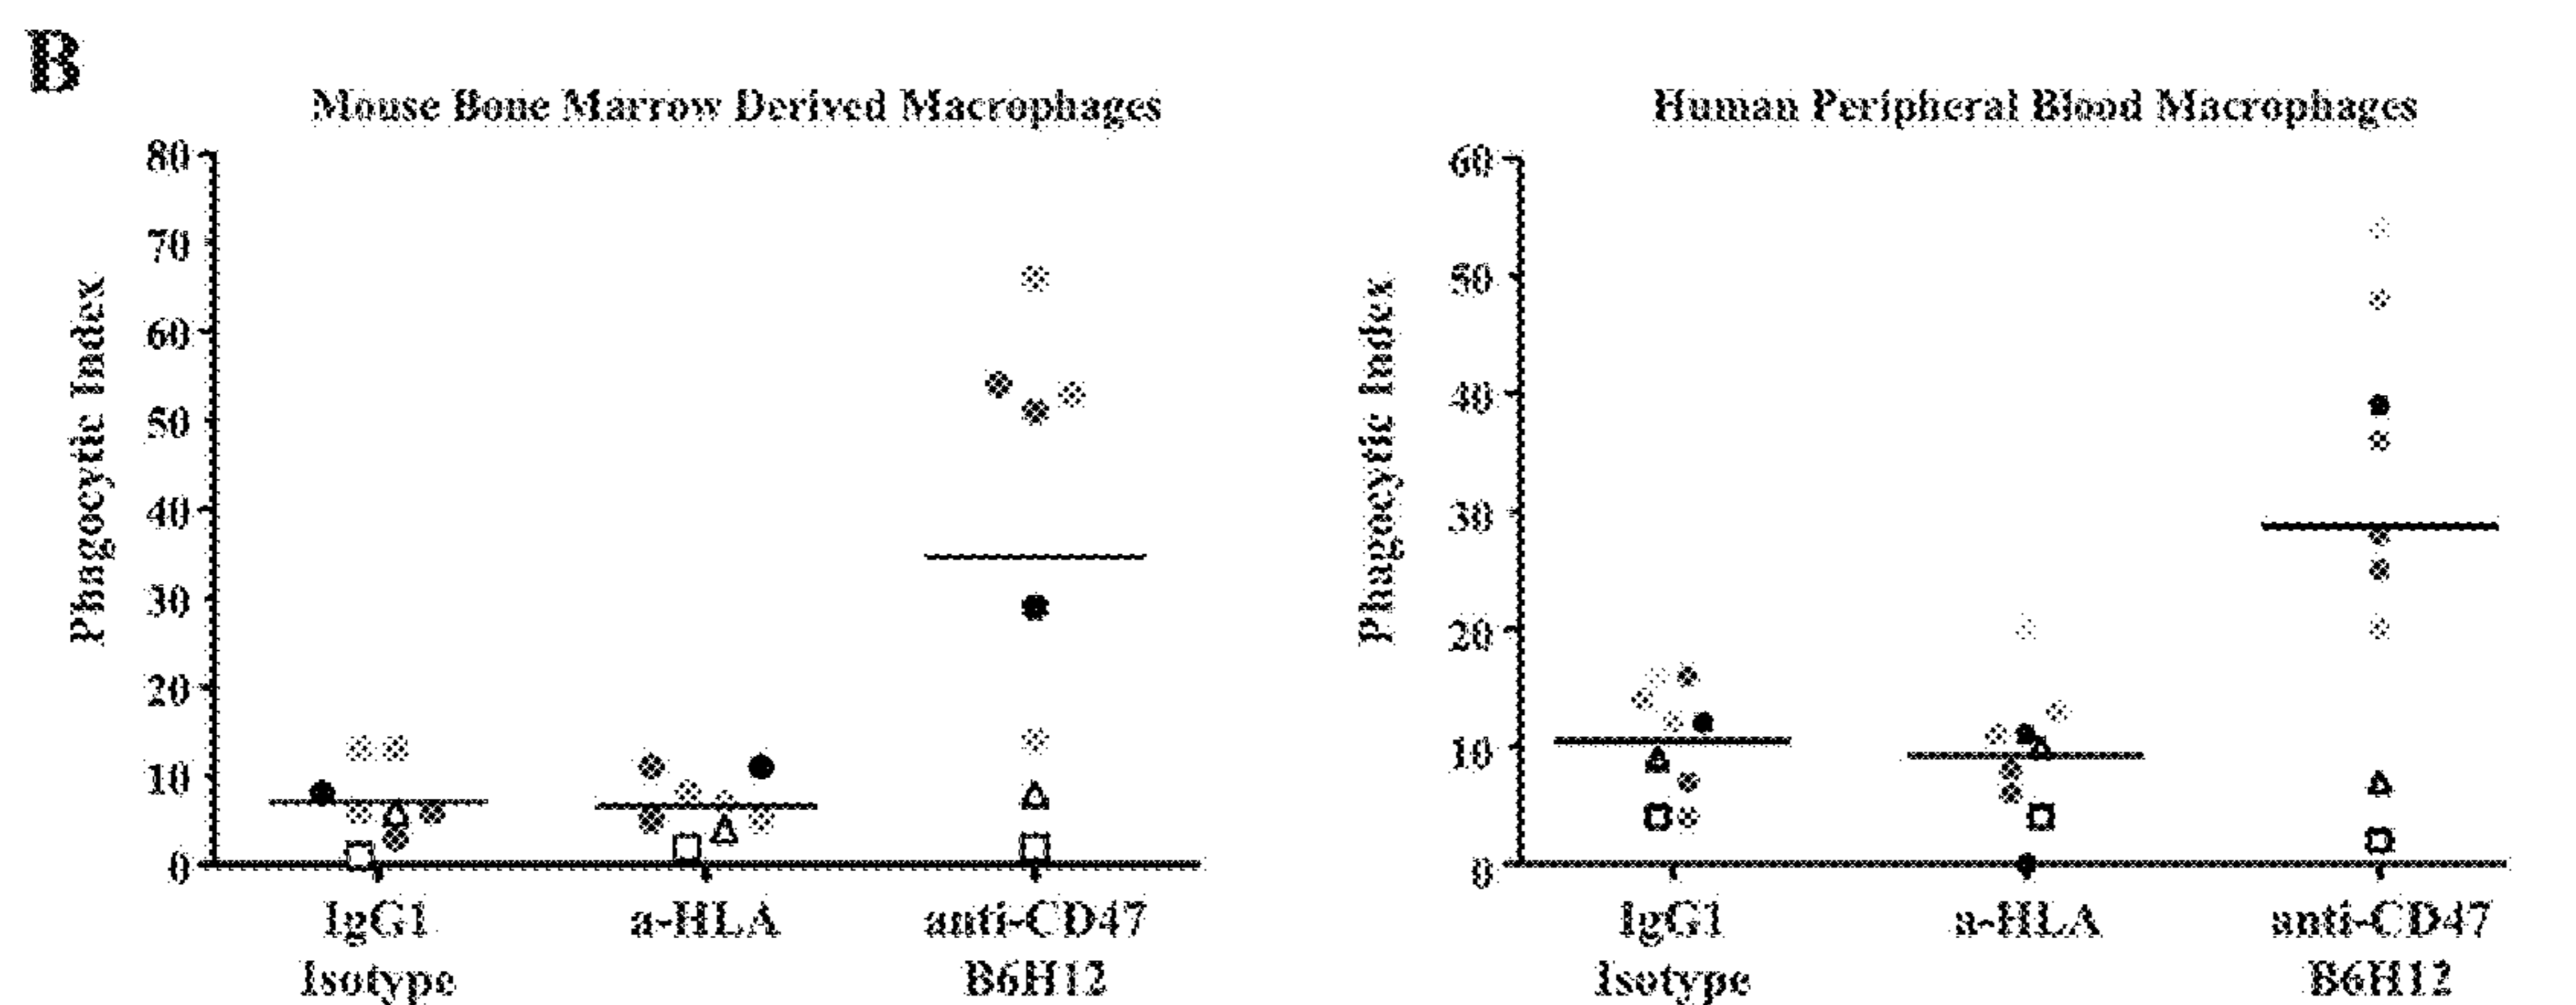 B
Mouse Bone Marrow Derived Macrophages
80
70
60
50
40
30
20
10
0
Phagocytic Index
IgG1
Isotype
a-HLA
anti-CD47
B6H12
Human Peripheral Blood Macrophages
60
50
40
30
20
10
0
Phagocytic Index
IgG1
Isotype
a-HLA
anti-CD47
B6H12